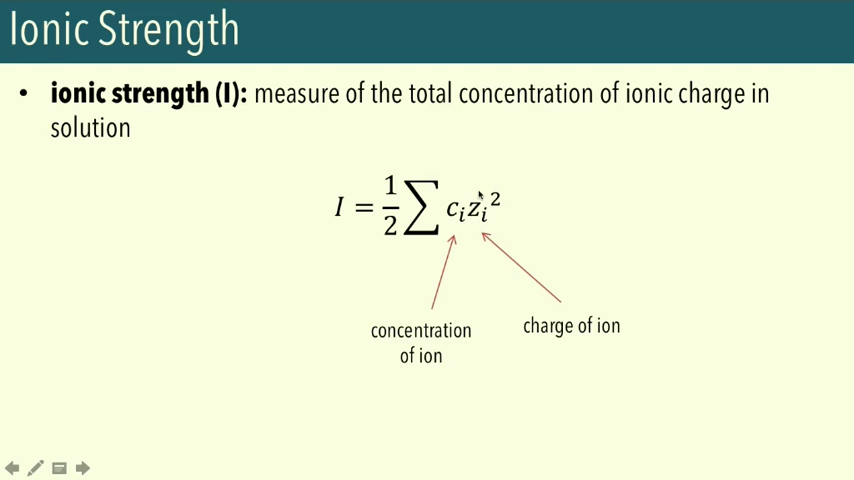 Ionic Strength
• ionic strength (I): measure of the total concentration of ionic charge in
solution
I = 1/2 ∑ cᵢzᵢ²
concentration
of ion
charge of ion